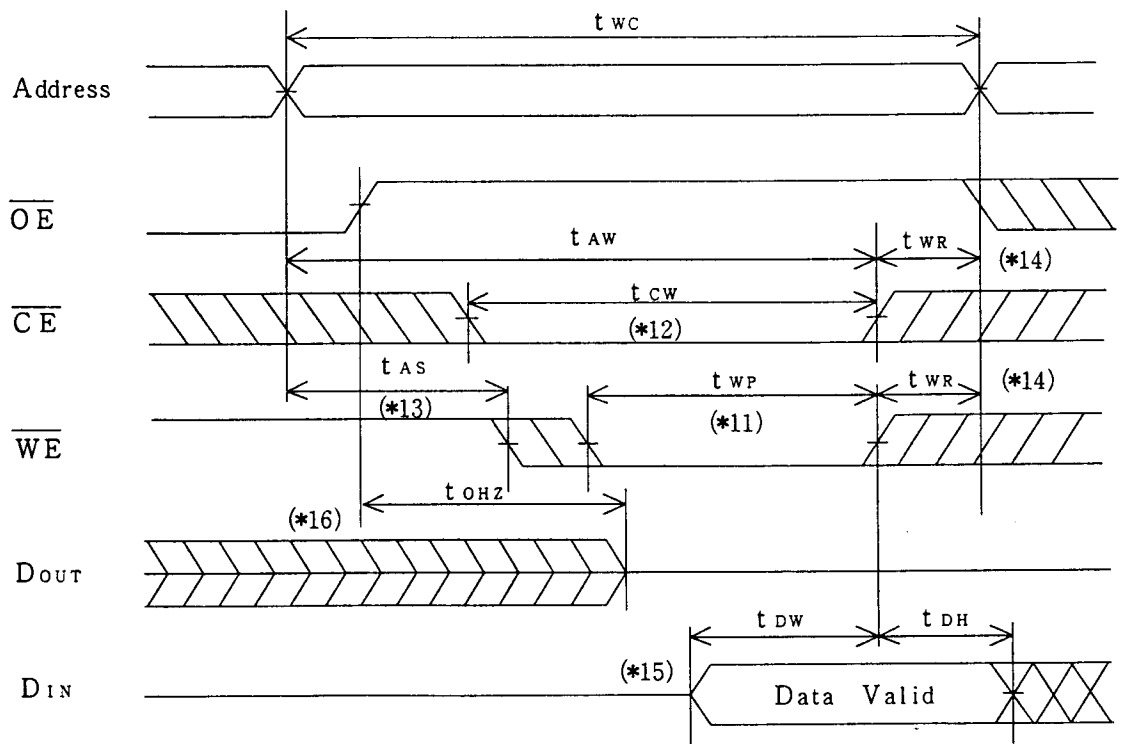 t WC
Address
OE
t AW
t WR
(*14)
CE
t CW
(*12)
t AS
(*13)
t WP
(*11)
t WR
(*14)
WE
t OHZ
(*16)
DOUT
t DW
t DH
(*15)
DIN
Data Valid